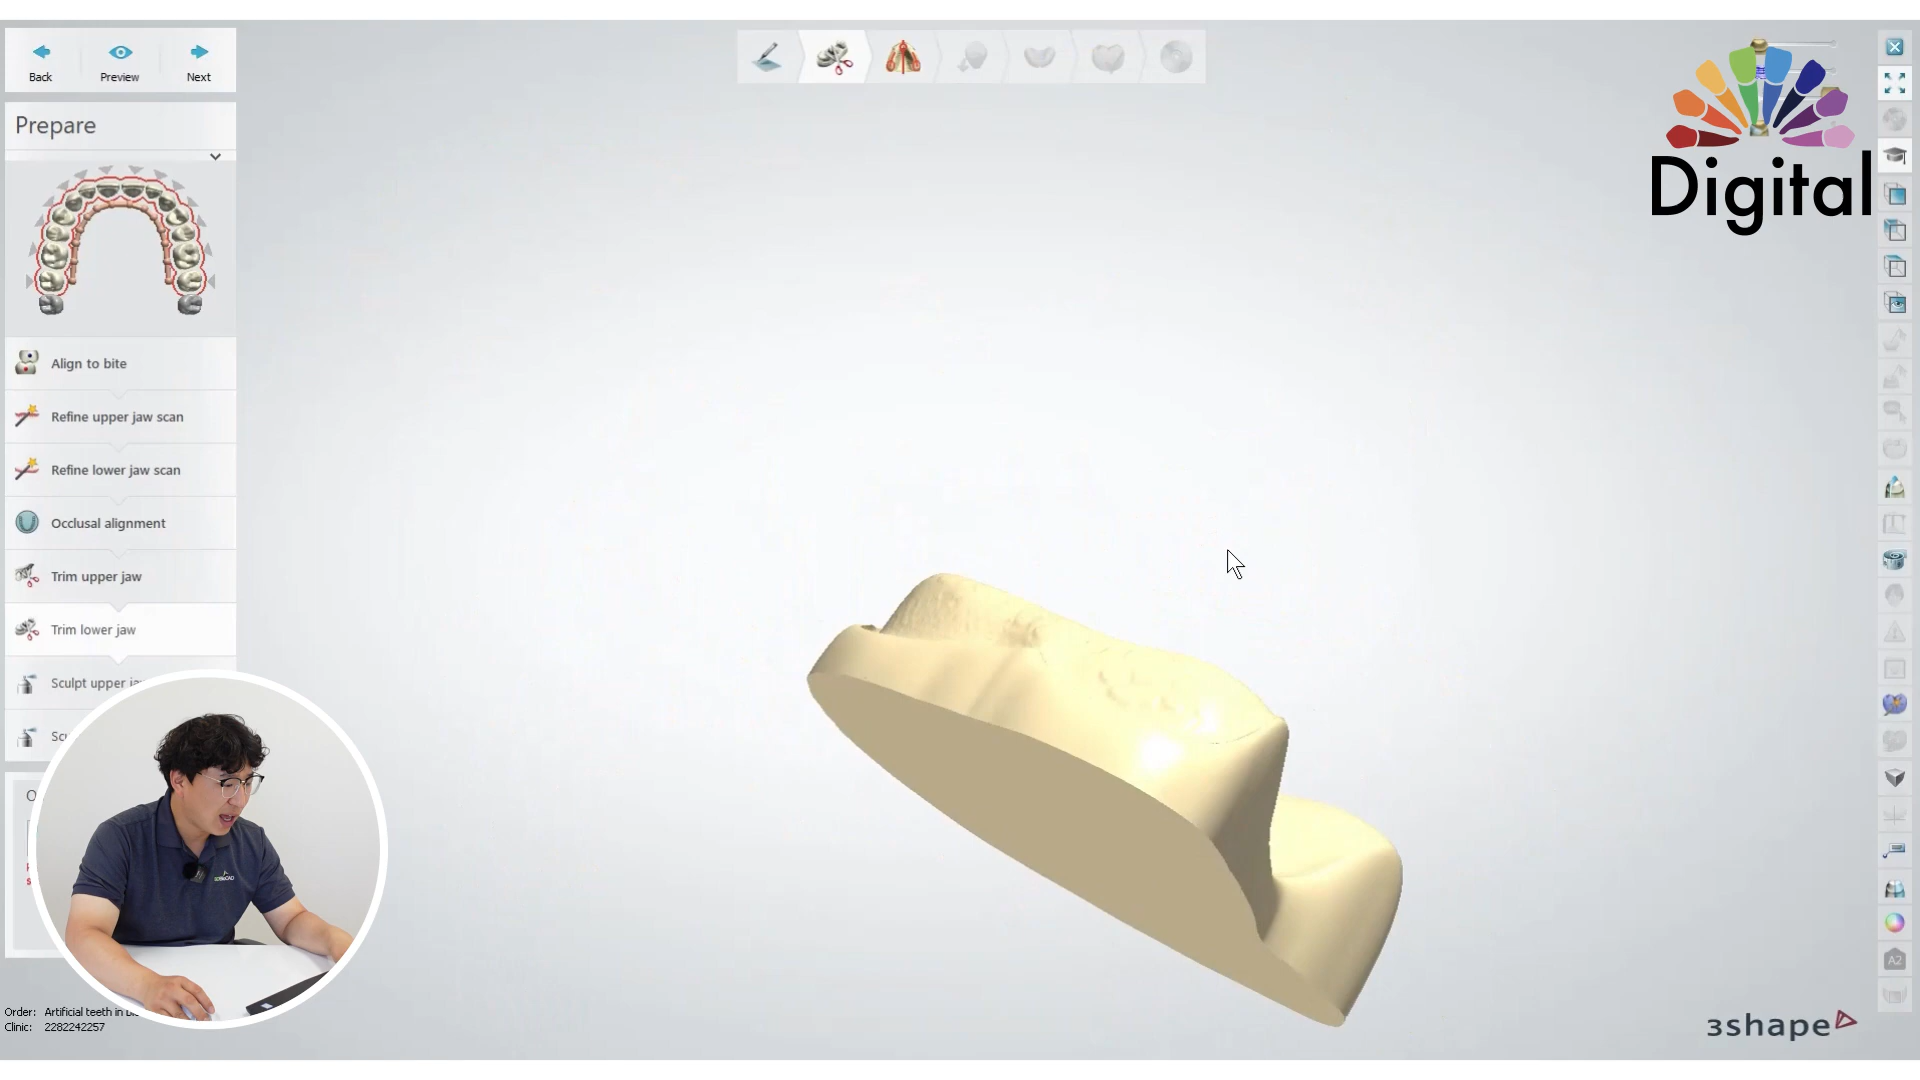 Back
Preview
Next
Prepare
Digital
Align to bite
Refine upper jaw scan
Refine lower jaw scan
Occlusal alignment
Trim upper jaw
Trim lower jaw
Sculpt upper
A2
Order: Artificial teeth in
Clinic: 2282242257
3shape